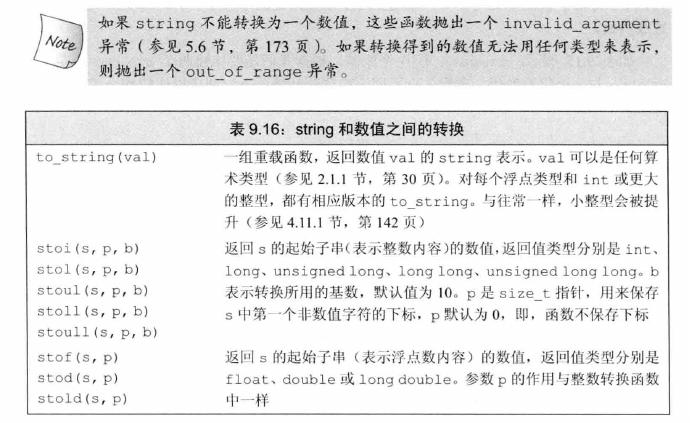 Note
如果 string 不能转换为一个数值，这些函数抛出一个 invalid_argument
异常（参见 5.6 节，第 173 页）。如果转换得到的数值无法用任何类型来表示，
则抛出一个 out_of_range 异常。
表 9.16：string 和数值之间的转换
to_string(val) 一组重载函数，返回数值 val 的 string 表示。val 可以是任何算
术类型（参见 2.1.1 节，第 30 页）。对每个浮点类型和 int 或更大
的整型，都有相应版本的 to_string。与往常一样，小整型会被提
升（参见 4.11.1 节，第 142 页）
stoi(s, p, b) 返回 s 的起始子串（表示整数内容）的数值，返回值类型分别是 int、
stol(s, p, b) long、unsigned long、long long、unsigned long long。b
stoul(s, p, b) 表示转换所用的基数，默认值为 10。p 是 size_t 指针，用来保存
stoll(s, p, b) s 中第一个非数值字符的下标，p 默认为 0，即，函数不保存下标
stoull(s, p, b)
stof(s, p) 返回 s 的起始子串（表示浮点数内容）的数值，返回值类型分别是
stod(s, p) float、double 或 long double。参数 p 的作用与整数转换函数
stold(s, p) 中一样